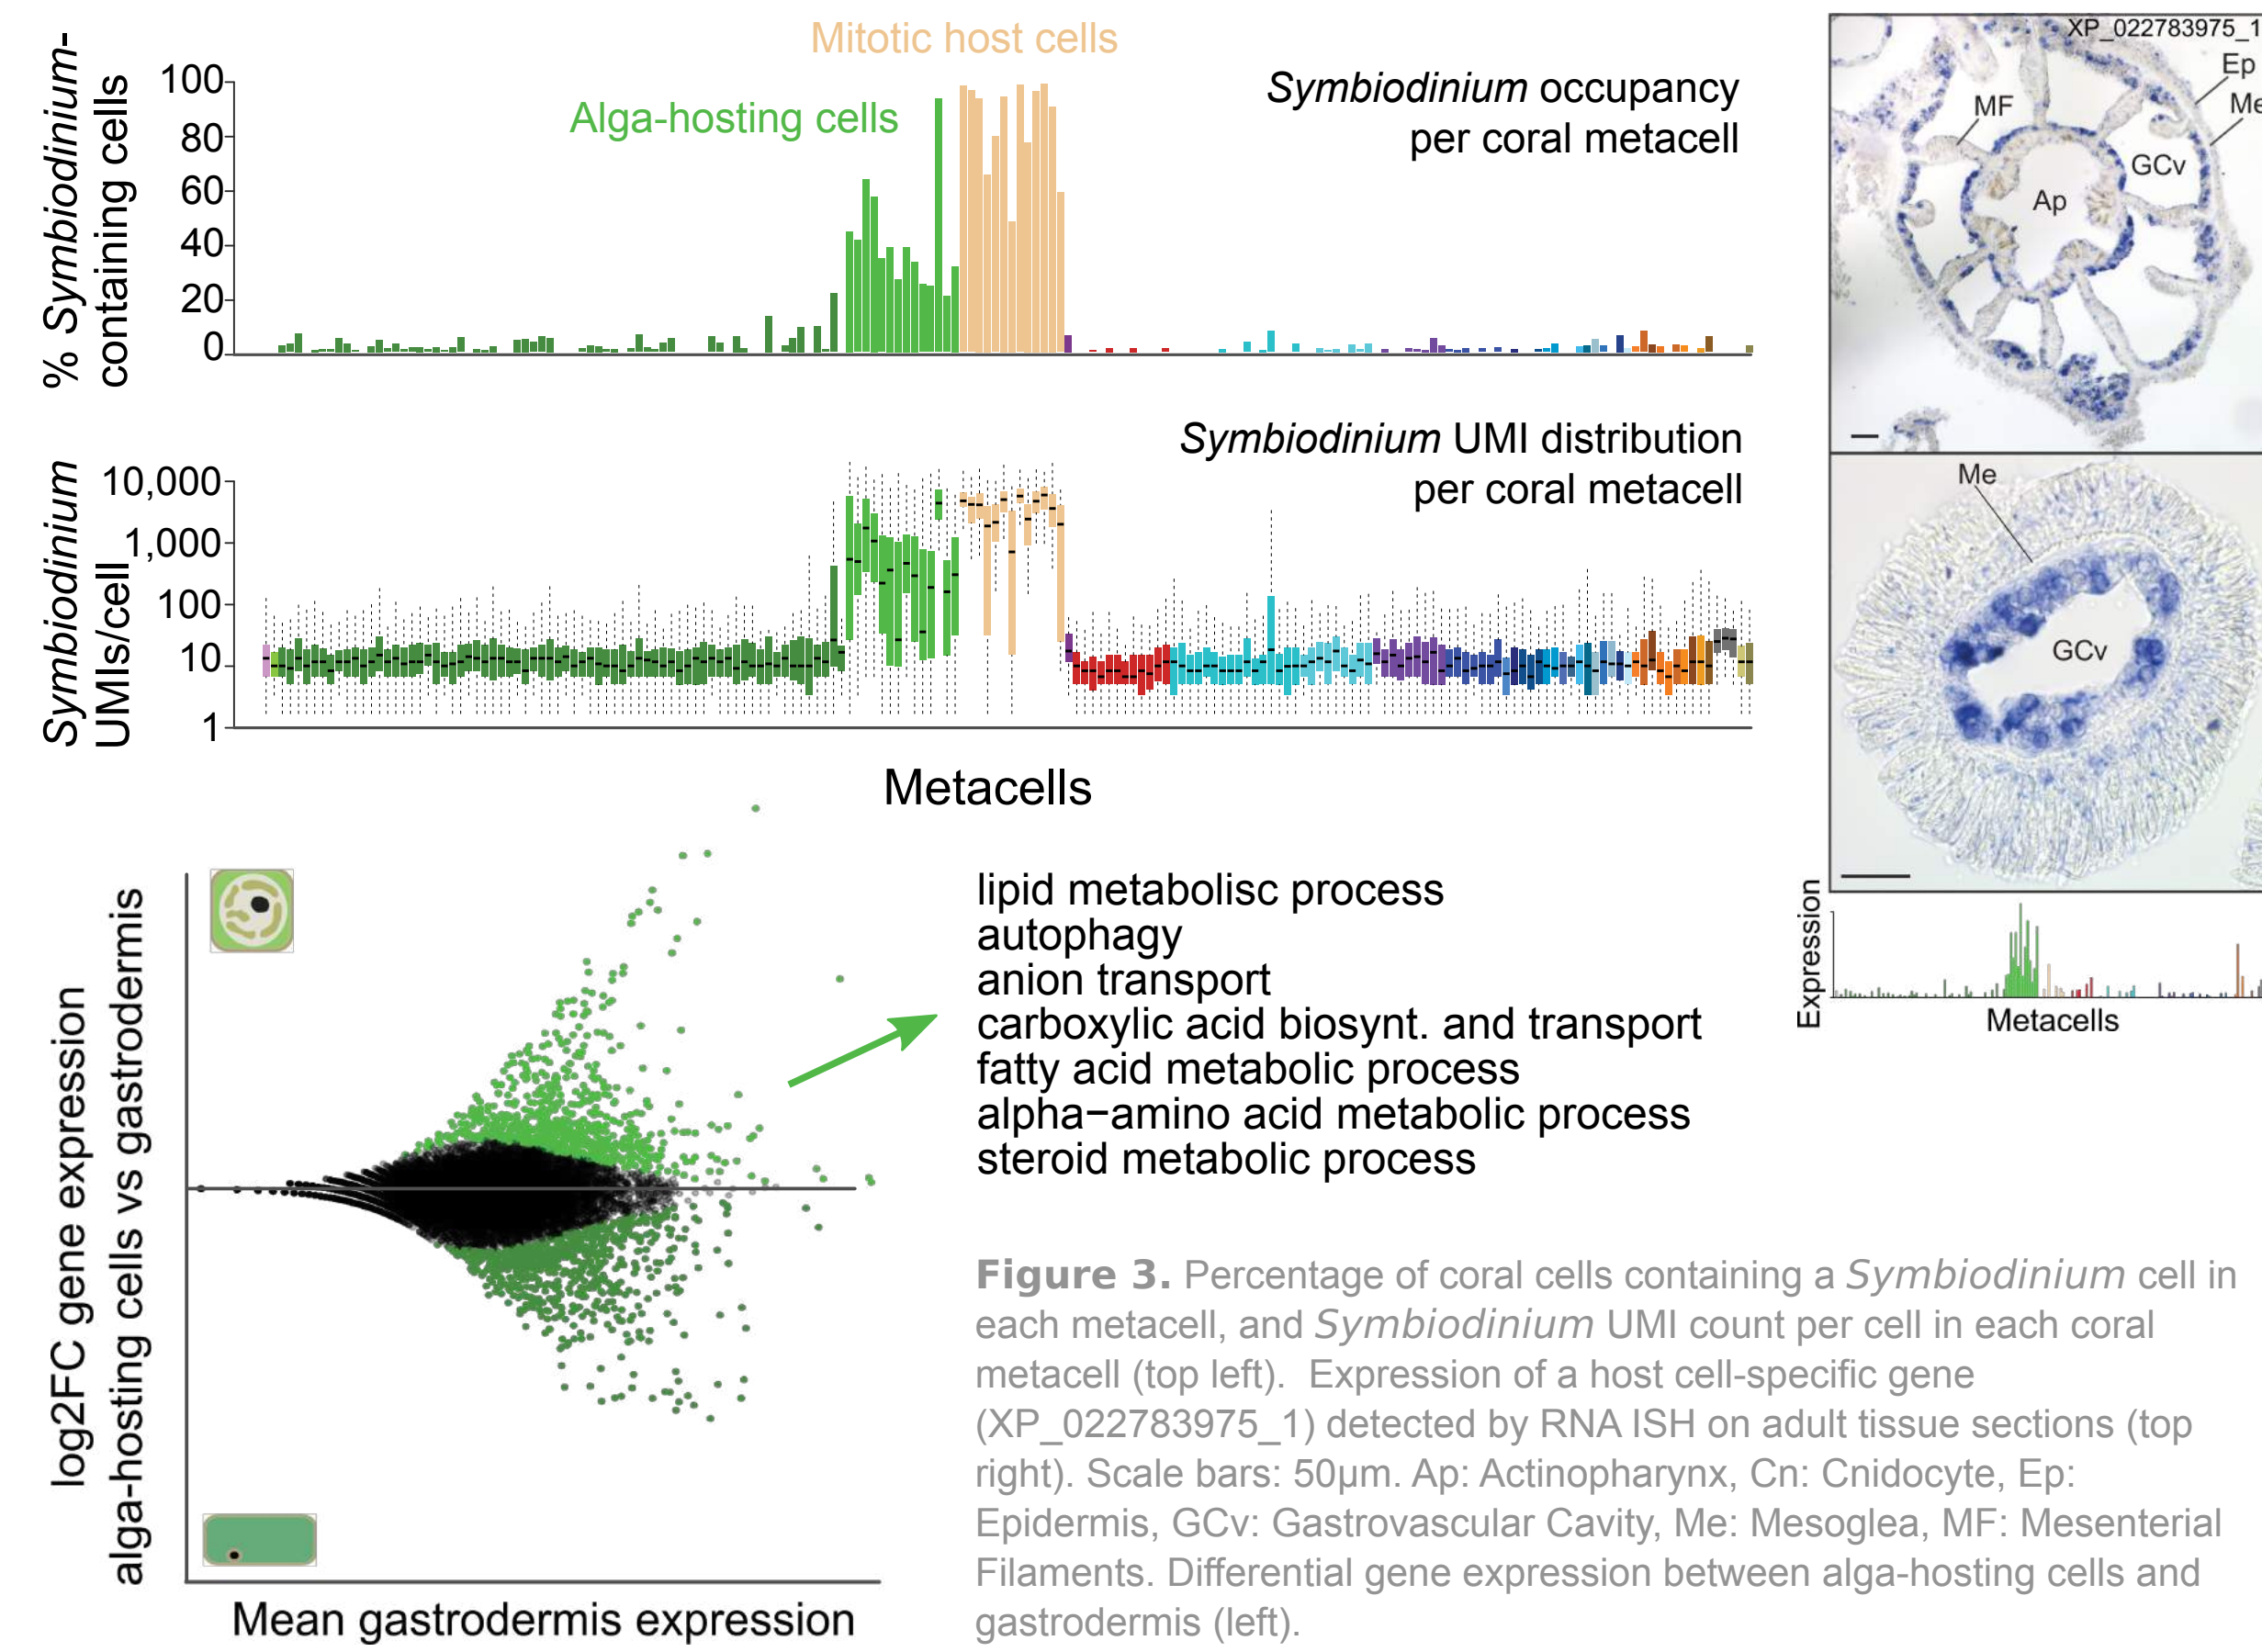 Mitotic host cells
Alga-hosting cells
Symbiodinium occupancy
per coral metacell
% Symbiodinium-
containing cells
100
80
60
40
20
0
Symbiodinium UMI distribution
per coral metacell
Symbiodinium
UMIs/cell
10,000
1,000
100
10
1
Metacells
XP_022783975_1
Ep
Me
MF
GCv
Ap
Me
GCv
Expression
Metacells
log2FC gene expression
alga-hosting cells vs gastrodermis
Mean gastrodermis expression
lipid metabolisc process
autophagy
anion transport
carboxylic acid biosynt. and transport
fatty acid metabolic process
alpha−amino acid metabolic process
steroid metabolic process
Figure 3. Percentage of coral cells containing a Symbiodinium cell in
each metacell, and Symbiodinium UMI count per cell in each coral
metacell (top left). Expression of a host cell-specific gene
(XP_022783975_1) detected by RNA ISH on adult tissue sections (top
right). Scale bars: 50µm. Ap: Actinopharynx, Cn: Cnidocyte, Ep:
Epidermis, GCv: Gastrovascular Cavity, Me: Mesoglea, MF: Mesenterial
Filaments. Differential gene expression between alga-hosting cells and
gastrodermis (left).